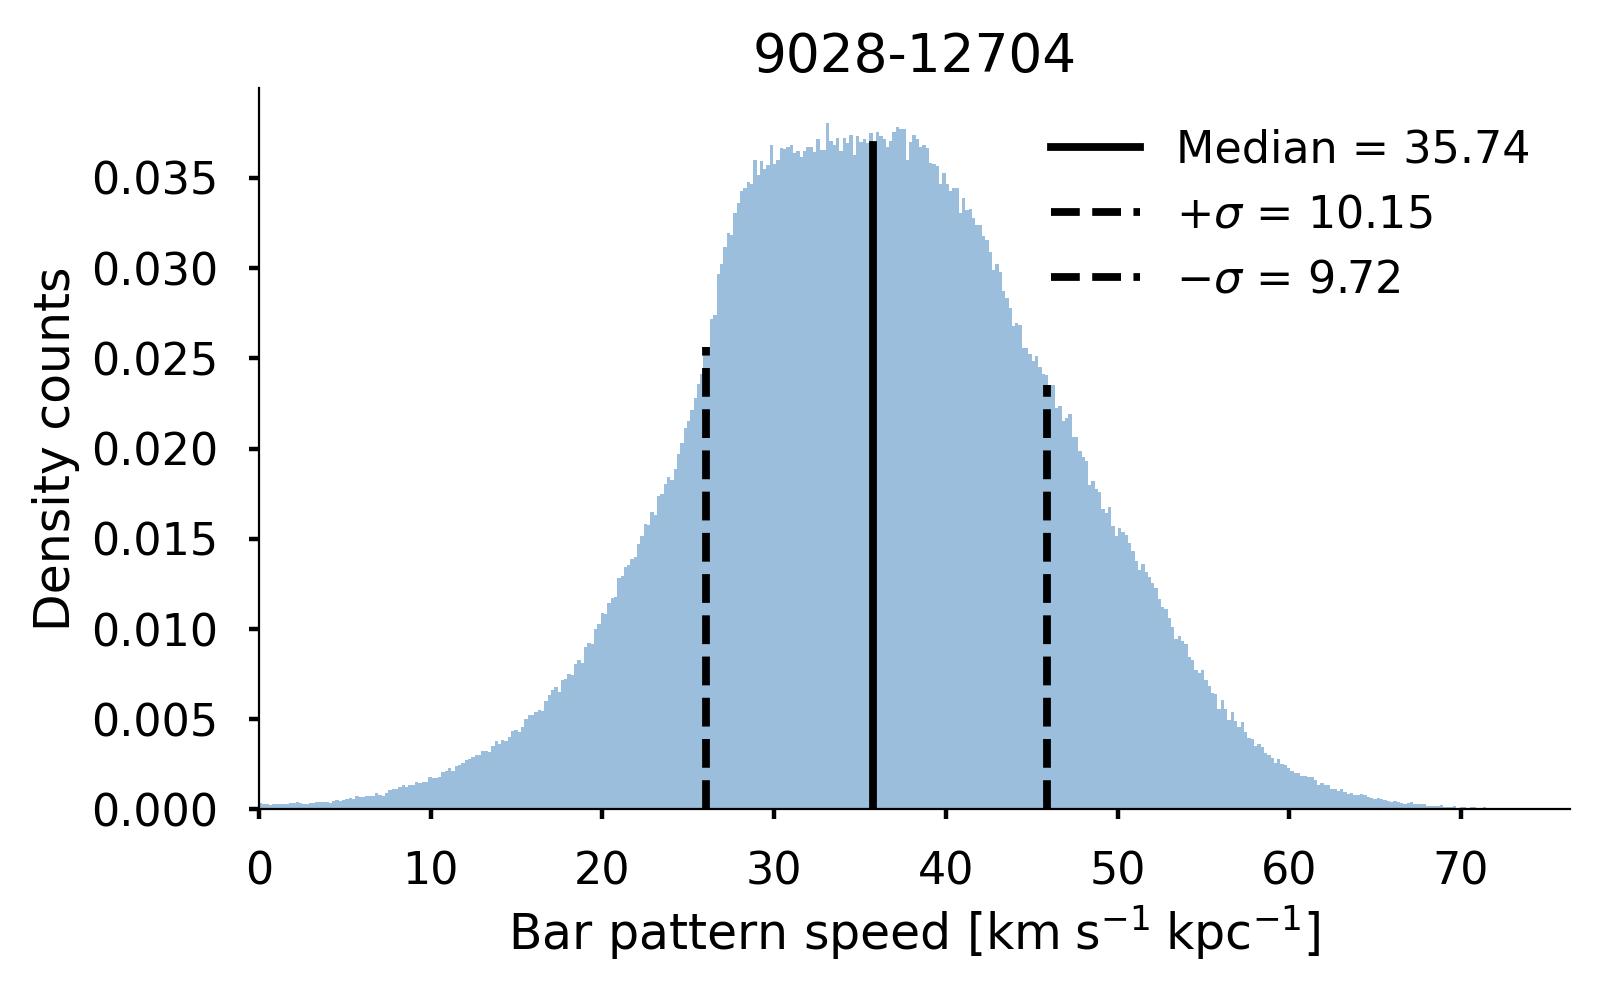 9028-12704
Median = 35.74
+σ = 10.15
−σ = 9.72
Density counts
0.035
0.030
0.025
0.020
0.015
0.010
0.005
0.000
0 10 20 30 40 50 60 70
Bar pattern speed [km s⁻¹ kpc⁻¹]